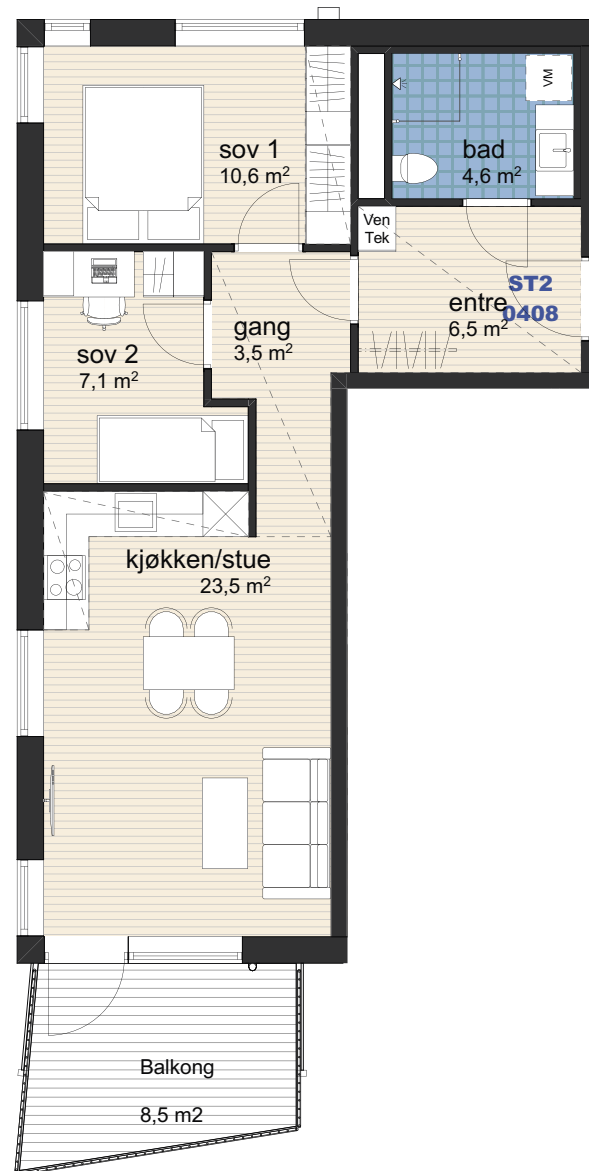 VM
sov 1
10,6 m²
bad
4,6 m²
Ven
Tek
ST2
0408
entre
6,5 m²
gang
3,5 m²
sov 2
7,1 m²
kjøkken/stue
23,5 m²
Balkong
8,5 m2